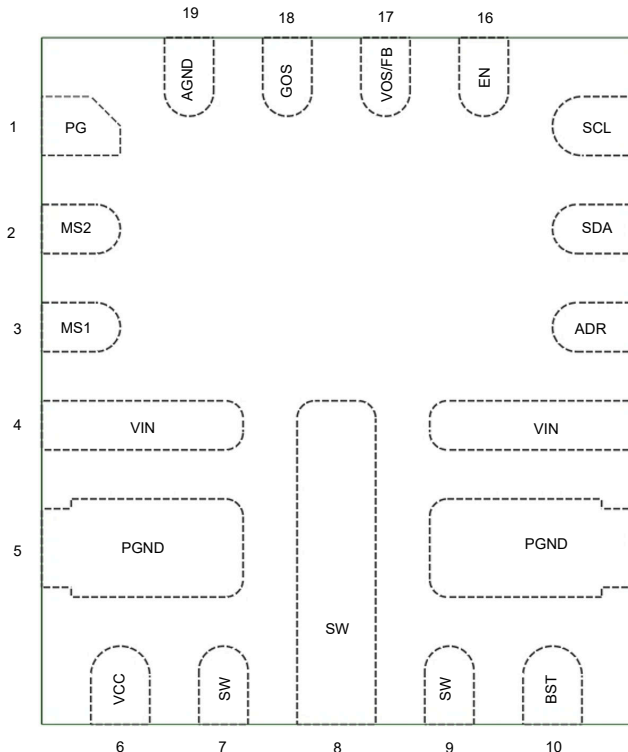 19
18
17
16
AGND
GOS
VOS/FB
EN
1
PG
SCL
2
MS2
SDA
3
MS1
ADR
4
VIN
VIN
5
PGND
PGND
SW
VCC
SW
SW
BST
6
7
8
9
10